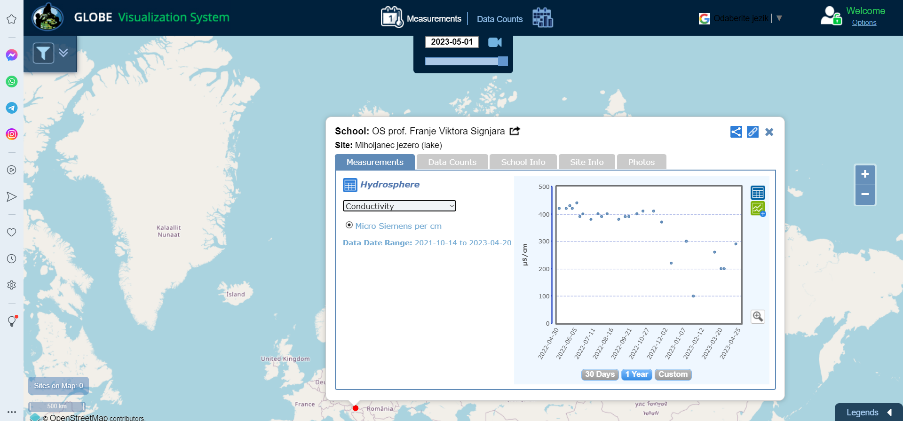 GLOBE Visualization System
1
Measurements
Data Counts
Odaberite jezik
Welcome
Options
2023-05-01
School: OS prof. Franje Viktora Signjara
Site: Miholjanec jezero (lake)
Measurements
Data Counts
School Info
Site Info
Photos
Hydrosphere
Conductivity
Micro Siemens per cm
Data Date Range: 2021-10-14 to 2023-04-20
µS/cm
500
400
300
200
100
0
2022-04-30
2022-06-05
2022-07-11
2022-08-16
2022-09-21
2022-10-27
2022-12-02
2023-01-07
2023-02-12
2023-03-20
2023-04-25
30 Days
1 Year
Custom
+
−
Kalaallit
Nunaat
Ísland
United Kingdom
France
România
Sites on Map: 0
500 km
© OpenStreetMap contributors
Legends